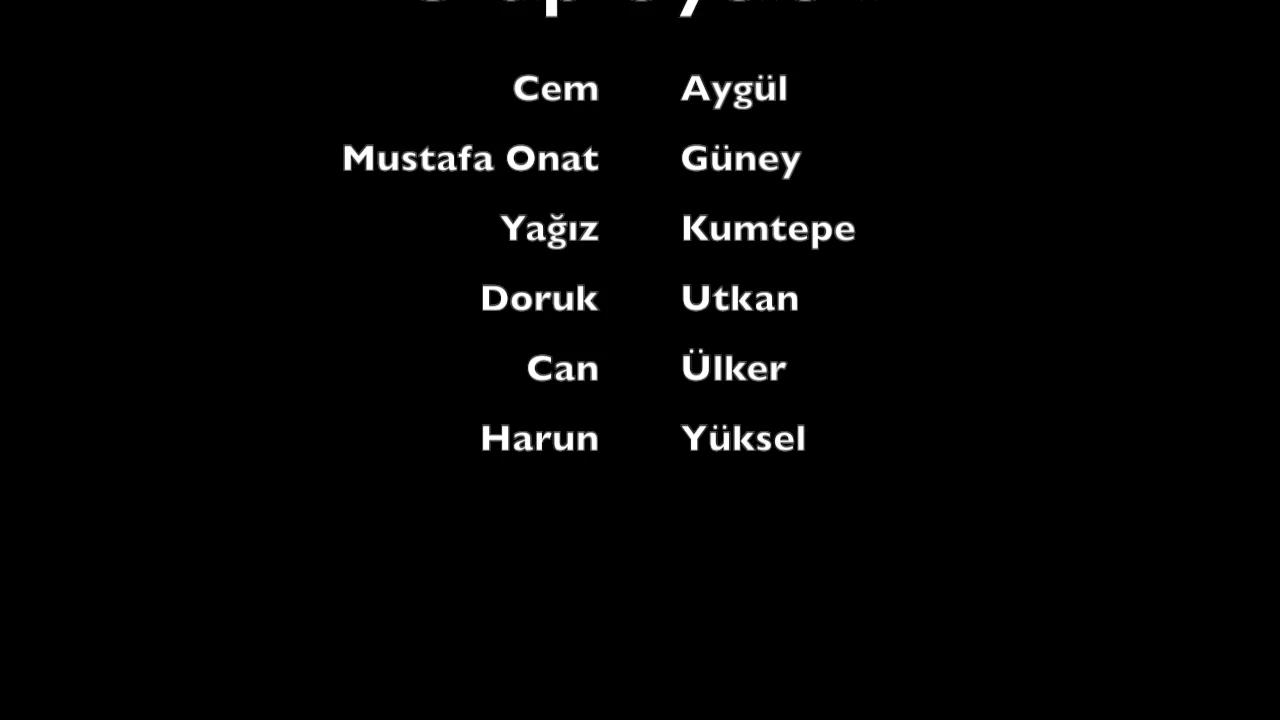 Cem Aygül
Mustafa Onat Güney
Yağız Kumtepe
Doruk Utkan
Can Ülker
Harun Yüksel